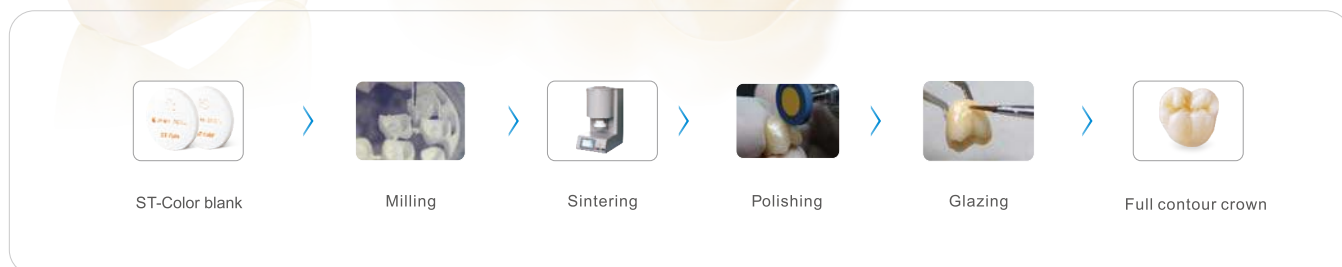 ST-Color blank
Milling
Sintering
Polishing
Glazing
Full contour crown